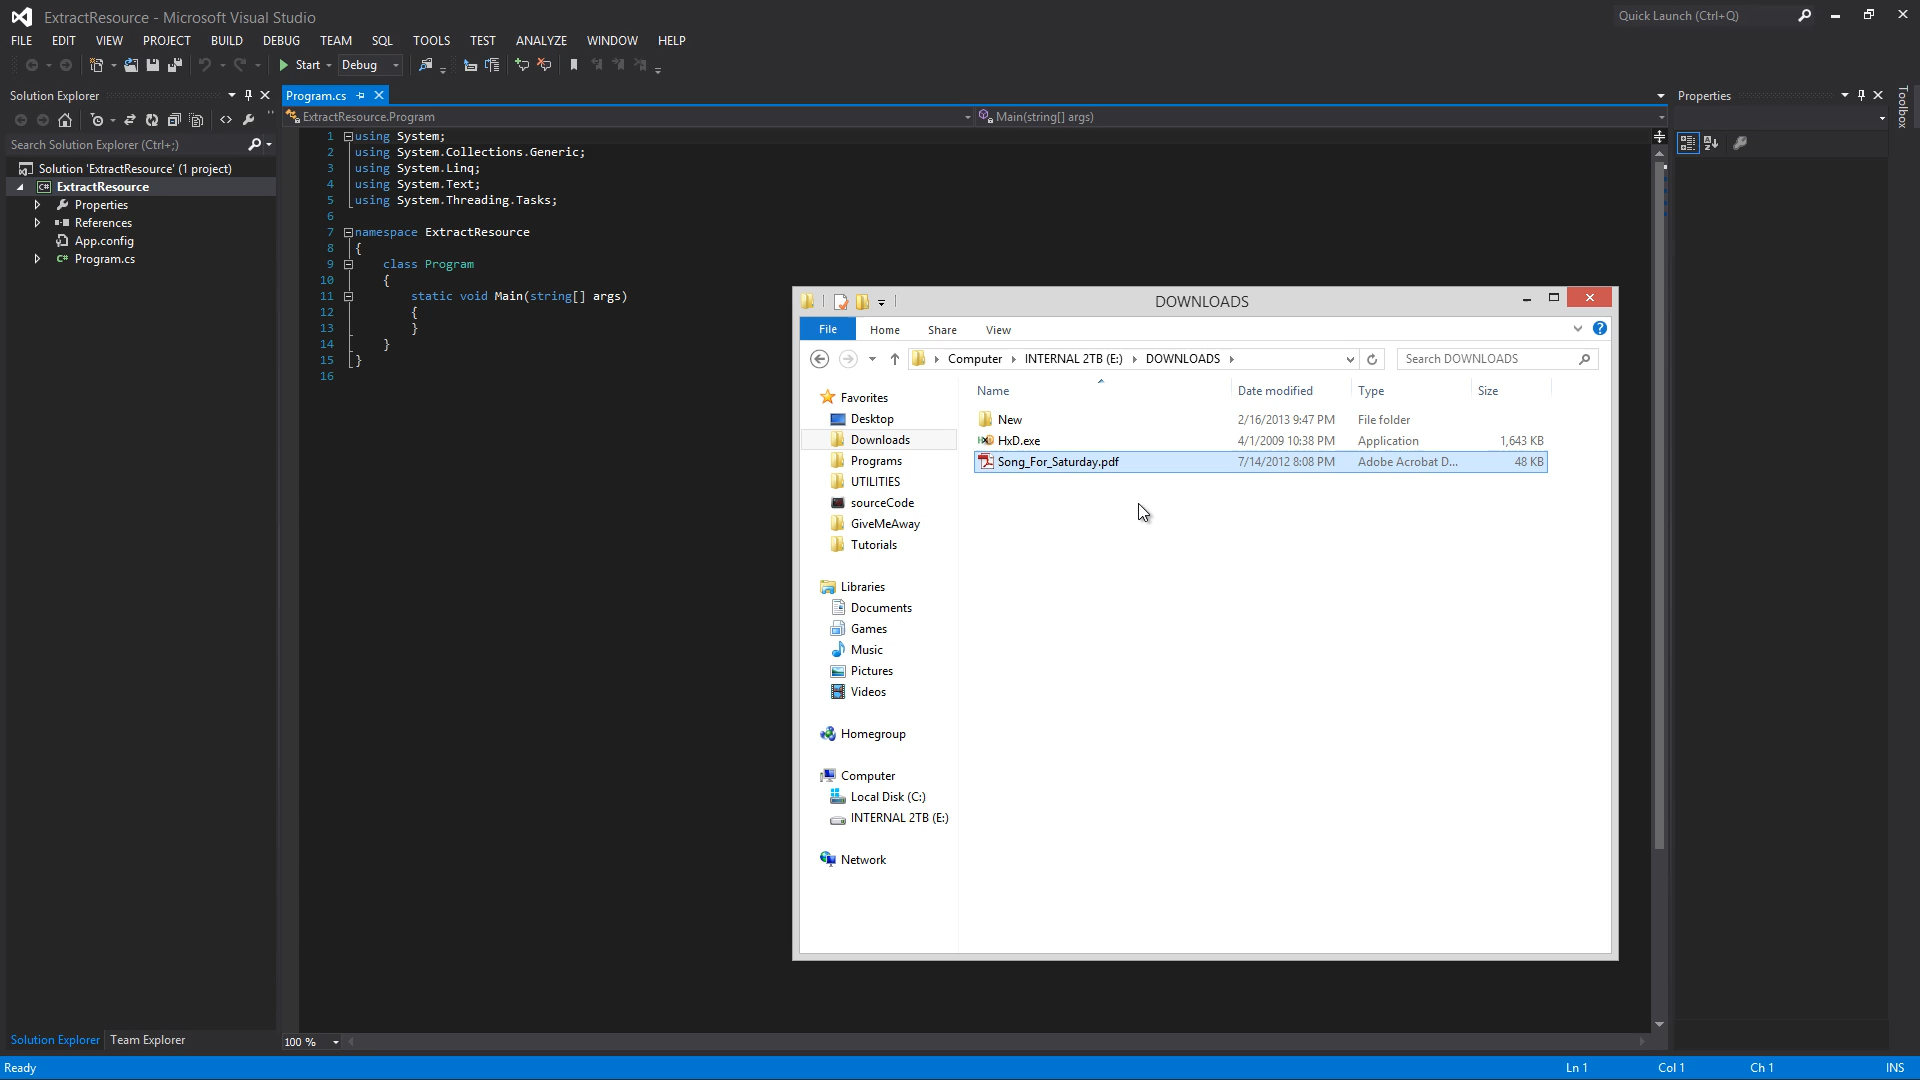 ExtractResource - Microsoft Visual Studio
Quick Launch (Ctrl+Q)
FILE EDIT VIEW PROJECT BUILD DEBUG TEAM SQL TOOLS TEST ANALYZE WINDOW HELP
Start Debug
Solution Explorer
Program.cs
Properties
Toolbox
ExtractResource.Program
Main(string[] args)
Search Solution Explorer (Ctrl+;)
Solution 'ExtractResource' (1 project)
C# ExtractResource
Properties
References
App.config
C# Program.cs
1 using System;
2 using System.Collections.Generic;
3 using System.Linq;
4 using System.Text;
5 using System.Threading.Tasks;
6
7 namespace ExtractResource
8 {
9 class Program
10 {
11 static void Main(string[] args)
12 {
13 }
14 }
15 }
16
DOWNLOADS
File Home Share View
Computer INTERNAL 2TB (E:) DOWNLOADS
Search DOWNLOADS
Name Date modified Type Size
New 2/16/2013 9:47 PM File folder
HxD.exe 4/1/2009 10:38 PM Application 1,643 KB
Song_For_Saturday.pdf 7/14/2012 8:08 PM Adobe Acrobat D... 48 KB
Favorites
Desktop
Downloads
Programs
UTILITIES
sourceCode
GiveMeAway
Tutorials
Libraries
Documents
Games
Music
Pictures
Videos
Homegroup
Computer
Local Disk (C:)
INTERNAL 2TB (E:)
Network
Solution Explorer Team Explorer
100 %
Ready
Ln 1 Col 1 Ch 1 INS